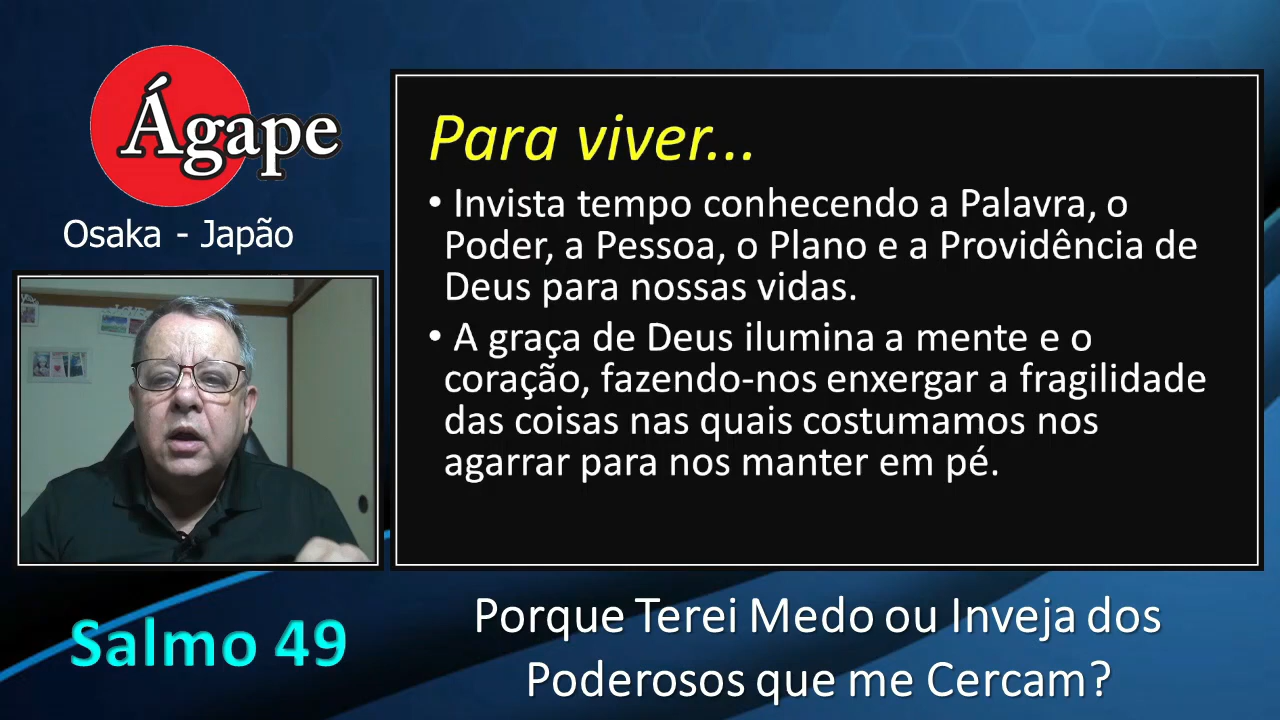 Ágape
Osaka - Japão
Para viver...
• Invista tempo conhecendo a Palavra, o
Poder, a Pessoa, o Plano e a Providência de
Deus para nossas vidas.
• A graça de Deus ilumina a mente e o
coração, fazendo-nos enxergar a fragilidade
das coisas nas quais costumamos nos
agarrar para nos manter em pé.
Salmo 49
Porque Terei Medo ou Inveja dos
Poderosos que me Cercam?